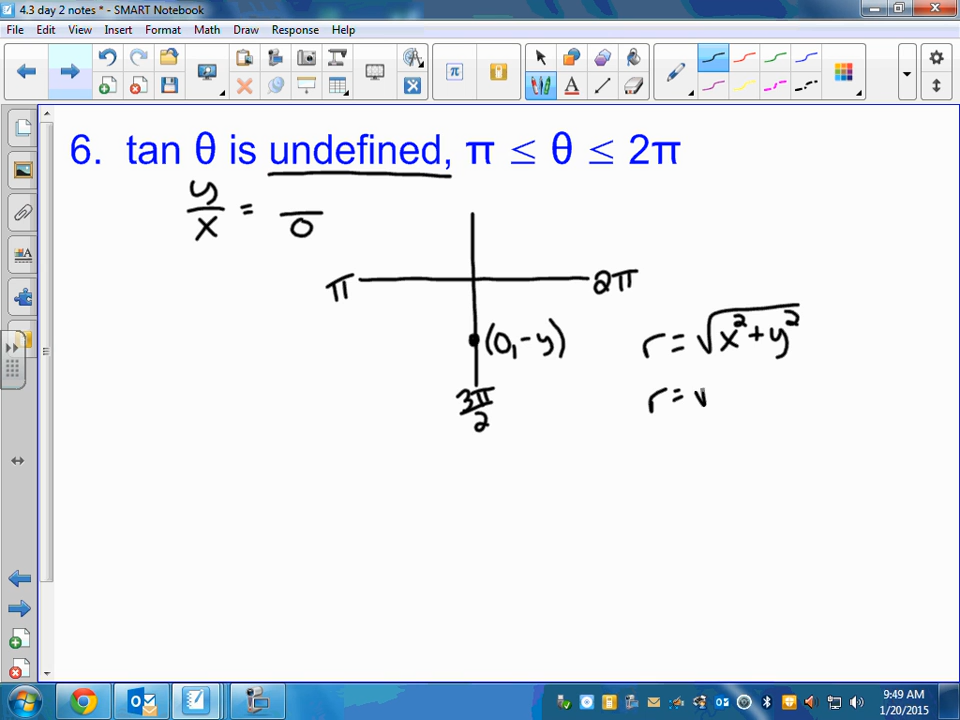 4.3 day 2 notes * - SMART Notebook
File Edit View Insert Format Math Draw Response Help
6. tan θ is undefined, π ≤ θ ≤ 2π
y/x = /0
π 2π
(0, -y)
3π/2
r = √x²+y²
r = √
9:49 AM
1/20/2015